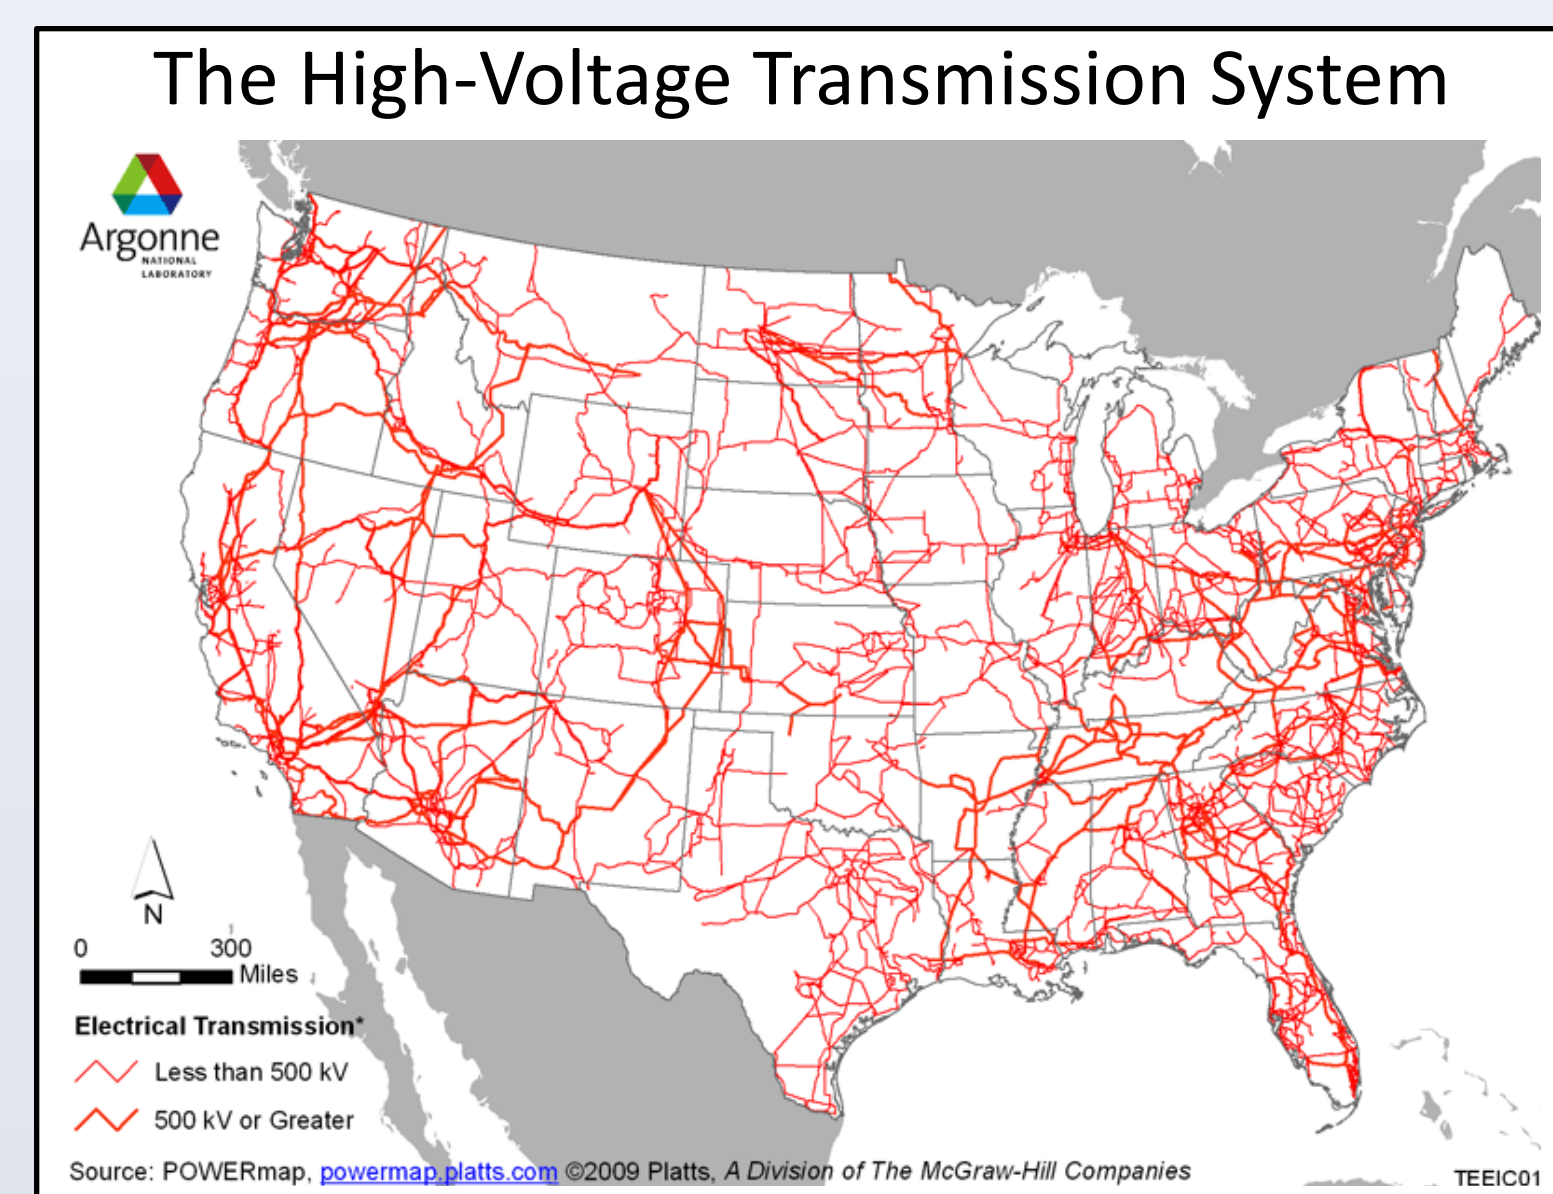 The High-Voltage Transmission System
Argonne
NATIONAL
LABORATORY
N
0 300
Miles
Electrical Transmission*
Less than 500 kV
500 kV or Greater
Source: POWERmap, powermap.platts.com ©2009 Platts, A Division of The McGraw-Hill Companies
TEEIC01